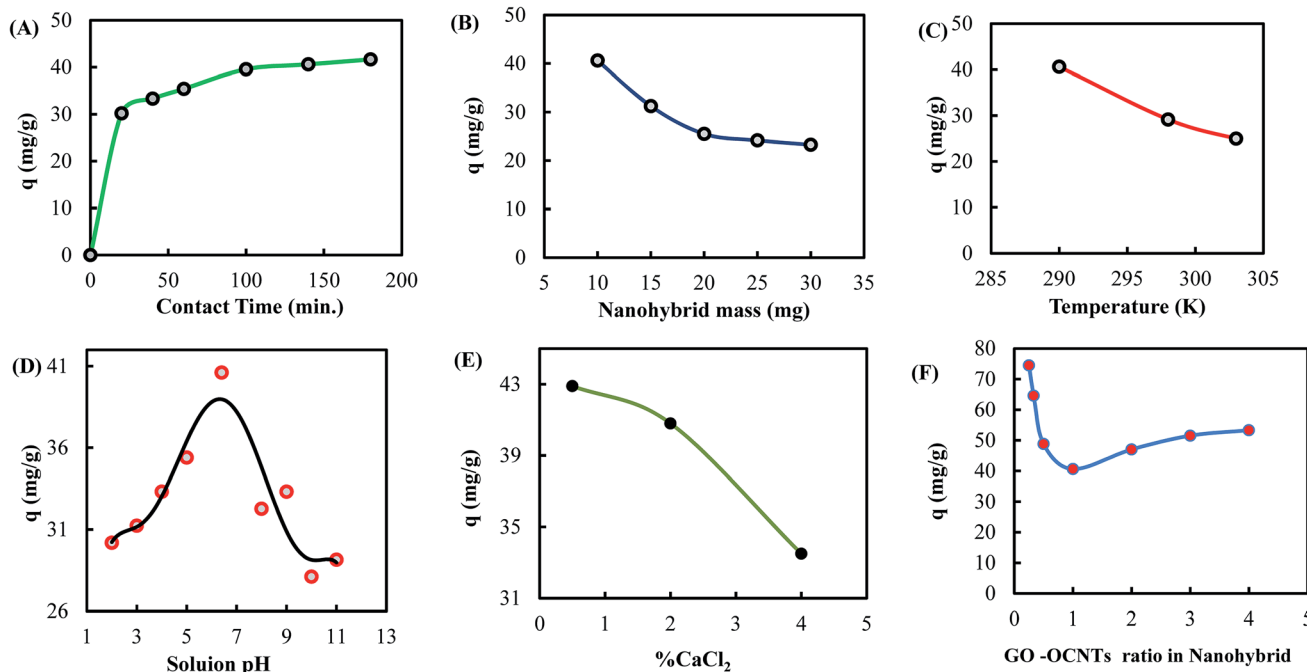 (A)
50
40
30
20
10
0
q (mg/g)
0 50 100 150 200
Contact Time (min.)
(B)
50
40
30
20
10
0
q (mg/g)
5 10 15 20 25 30 35
Nanohybrid mass (mg)
(C)
50
40
30
20
10
0
q (mg/g)
285 290 295 300 305
Temperature (K)
(D)
41
36
31
26
q (mg/g)
1 3 5 7 9 11 13
Soluion pH
(E)
43
39
35
31
q (mg/g)
0 1 2 3 4 5
%CaCl₂
(F)
80
70
60
50
40
30
20
10
0
q (mg/g)
0 1 2 3 4 5
GO -OCNTs ratio in Nanohybrid